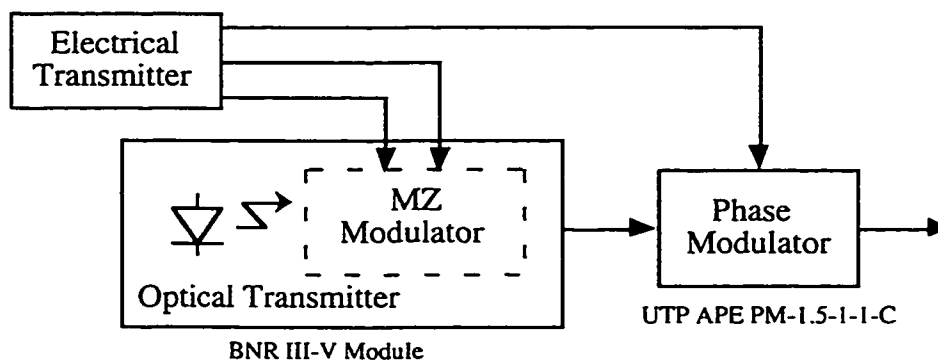 Electrical
Transmitter
MZ
Modulator
Optical Transmitter
BNR III-V Module
Phase
Modulator
UTP APE PM-1.5-1-1-C